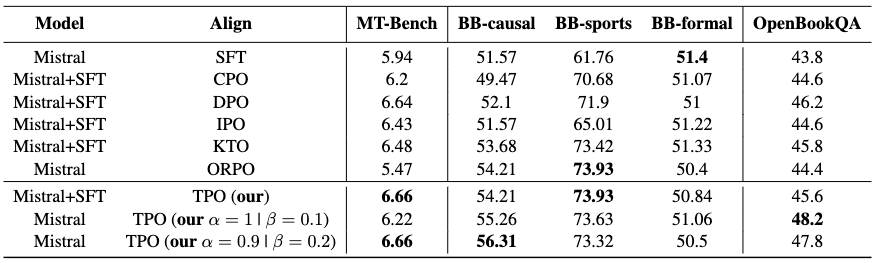 Model Align MT-Bench BB-causal BB-sports BB-formal OpenBookQA
Mistral SFT 5.94 51.57 61.76 51.4 43.8
Mistral+SFT CPO 6.2 49.47 70.68 51.07 44.6
Mistral+SFT DPO 6.64 52.1 71.9 51 46.2
Mistral+SFT IPO 6.43 51.57 65.01 51.22 44.6
Mistral+SFT KTO 6.48 53.68 73.42 51.33 45.8
Mistral ORPO 5.47 54.21 73.93 50.4 44.4
Mistral+SFT TPO (our) 6.66 54.21 73.93 50.84 45.6
Mistral TPO (our α = 1 | β = 0.1) 6.22 55.26 73.63 51.06 48.2
Mistral TPO (our α = 0.9 | β = 0.2) 6.66 56.31 73.32 50.5 47.8